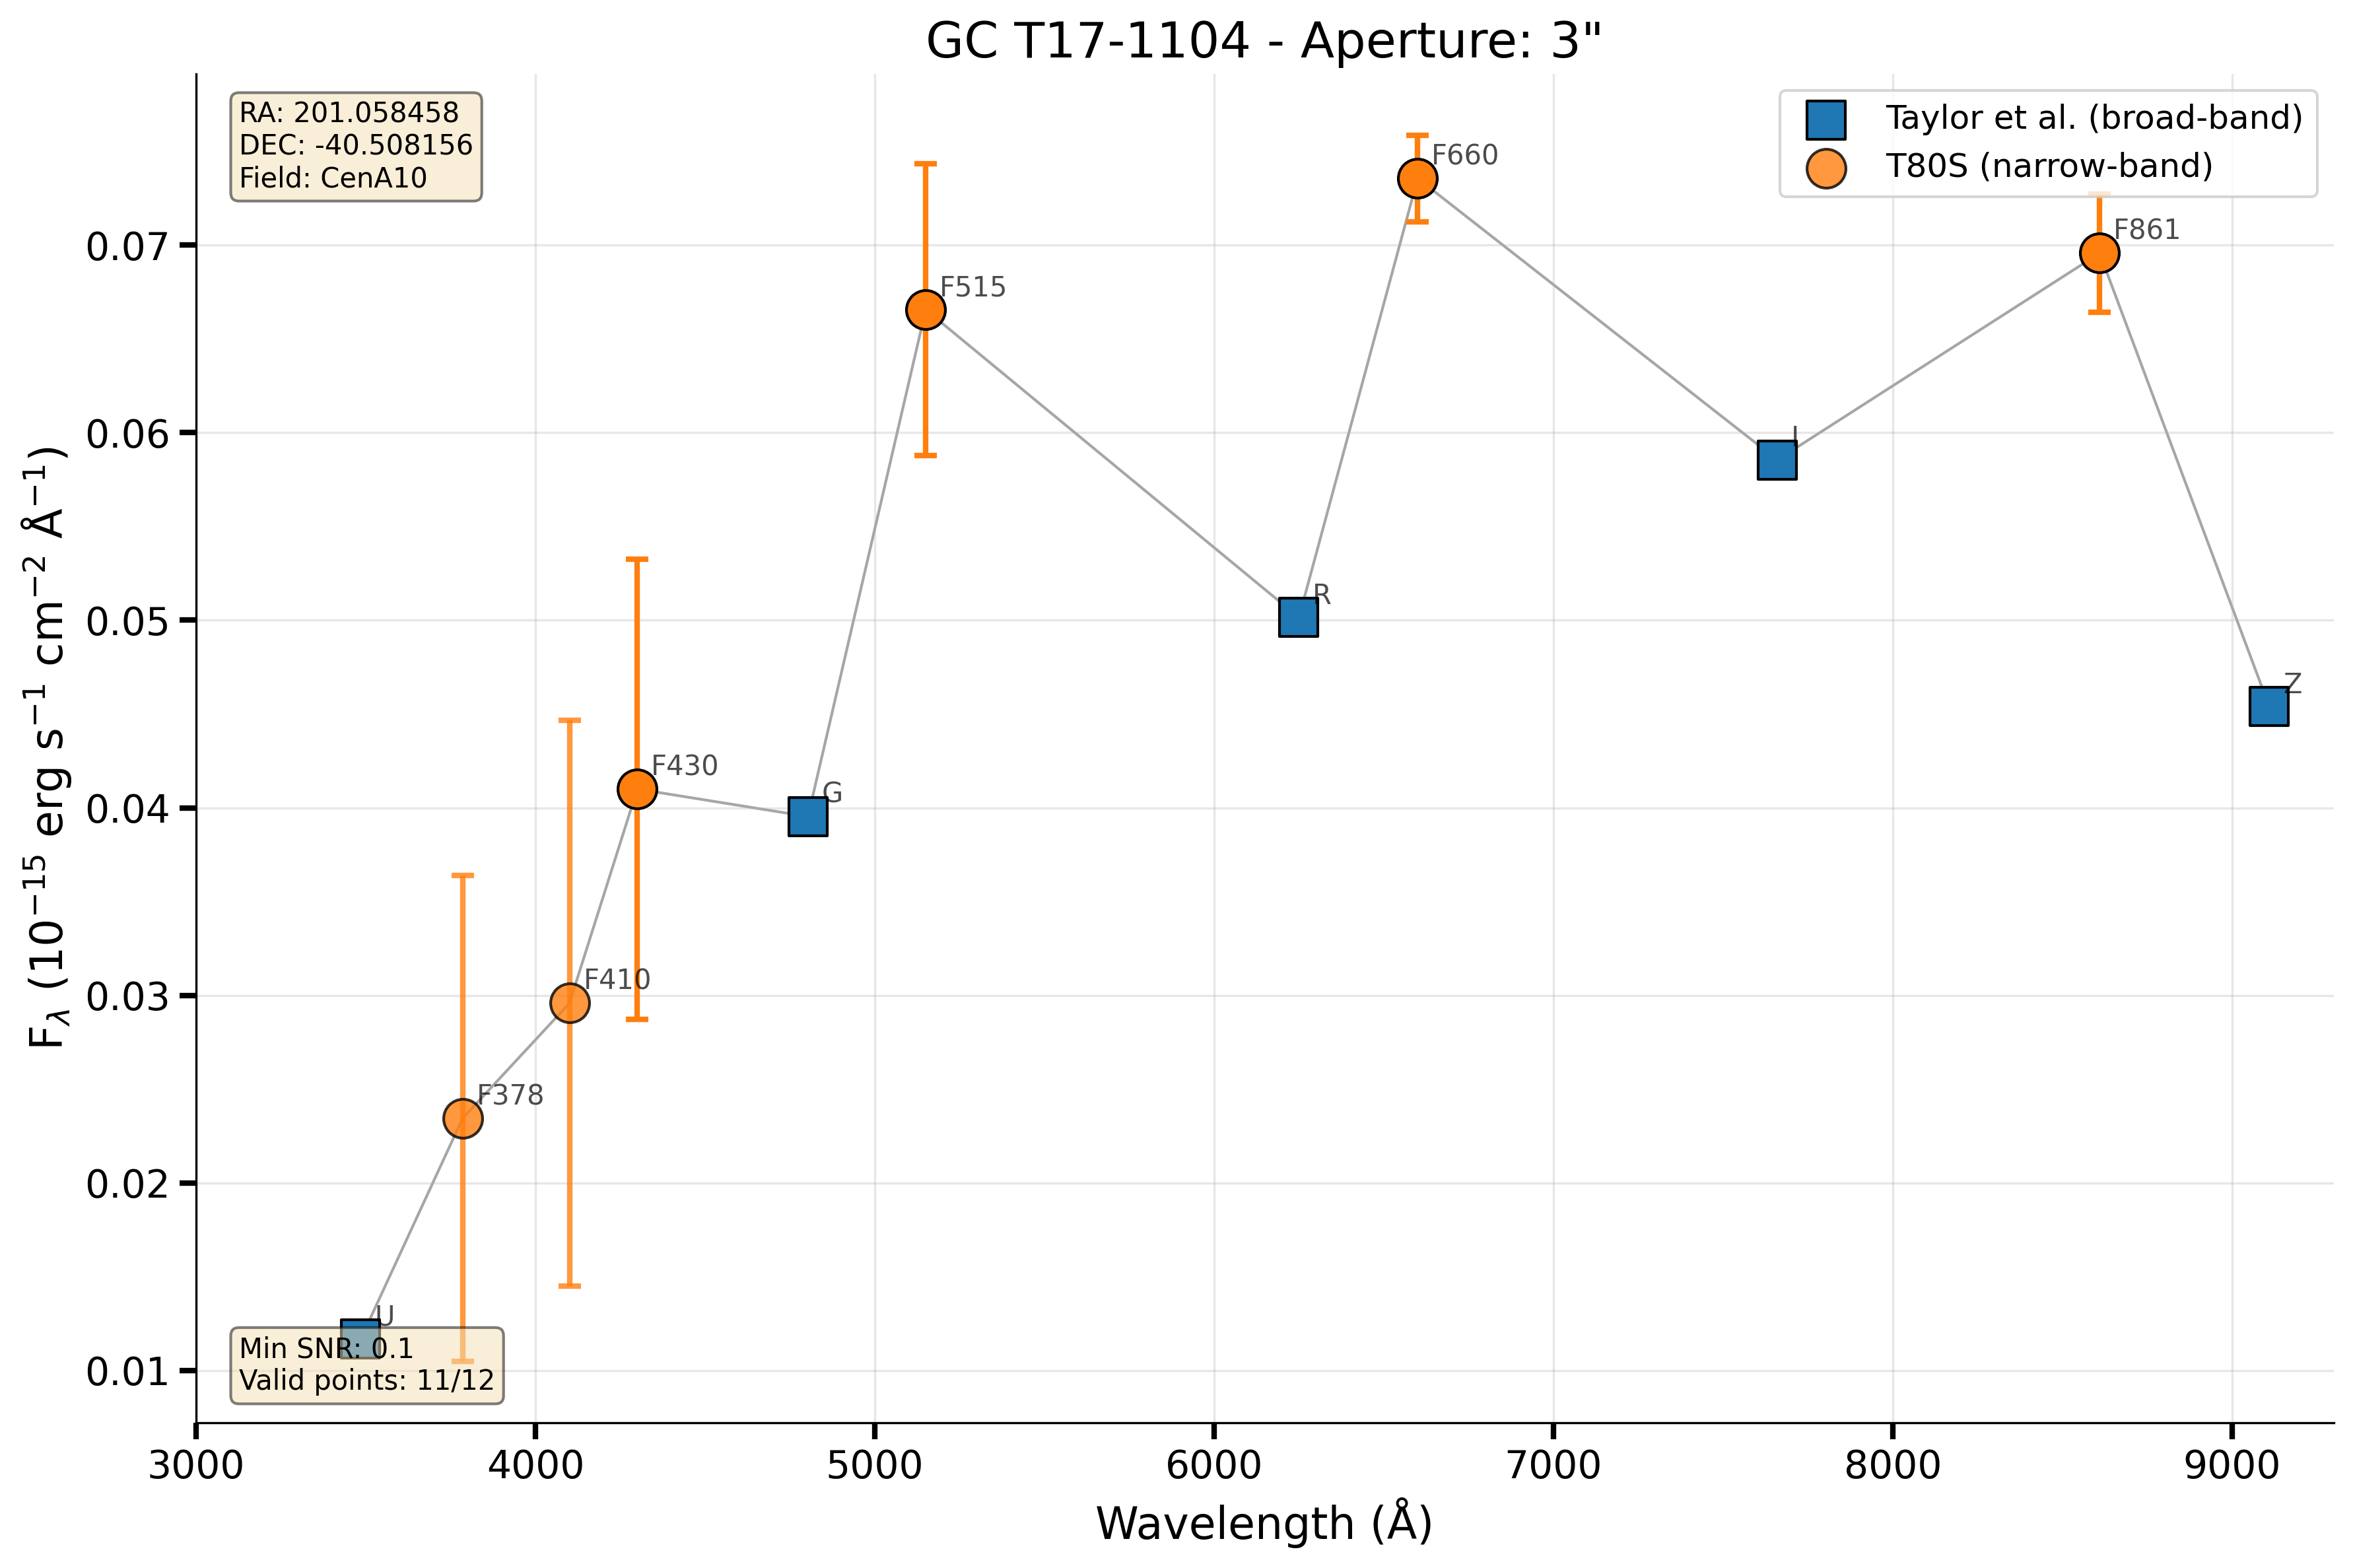 GC T17-1104 - Aperture: 3"
RA: 201.058458
DEC: -40.508156
Field: CenA10
Taylor et al. (broad-band)
T80S (narrow-band)
F660
F861
F515
I
R
Z
F430
G
F410
F378
U
Min SNR: 0.1
Valid points: 11/12
0.07
0.06
0.05
0.04
0.03
0.02
0.01
Fλ (10⁻¹⁵ erg s⁻¹ cm⁻² Å⁻¹)
3000 4000 5000 6000 7000 8000 9000
Wavelength (Å)